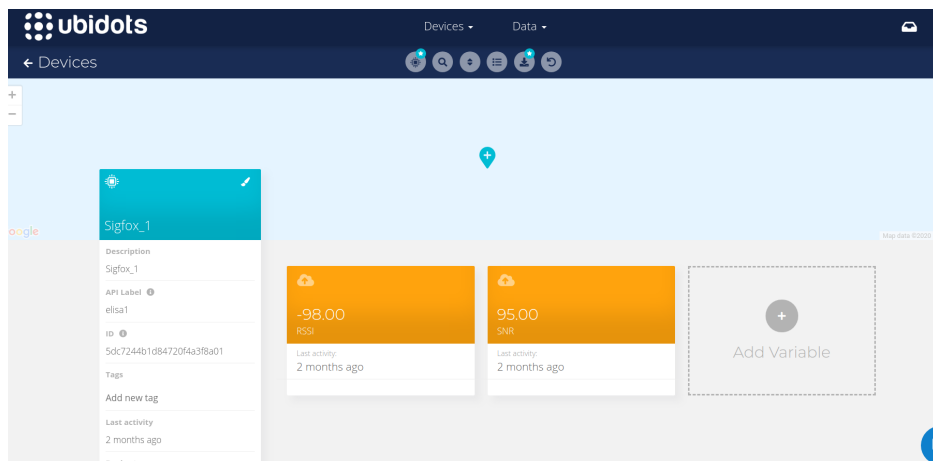 ubidots
Devices
Data
Devices
+
−
+
Sigfox_1
oogle
Map data ©2020
Description
Sigfox_1
API Label
elisa1
ID
5dc7244b1d84720f4a3f8a01
Tags
Add new tag
Last activity
2 months ago
-98.00
RSSI
Last activity:
2 months ago
95.00
SNR
Last activity:
2 months ago
+
Add Variable